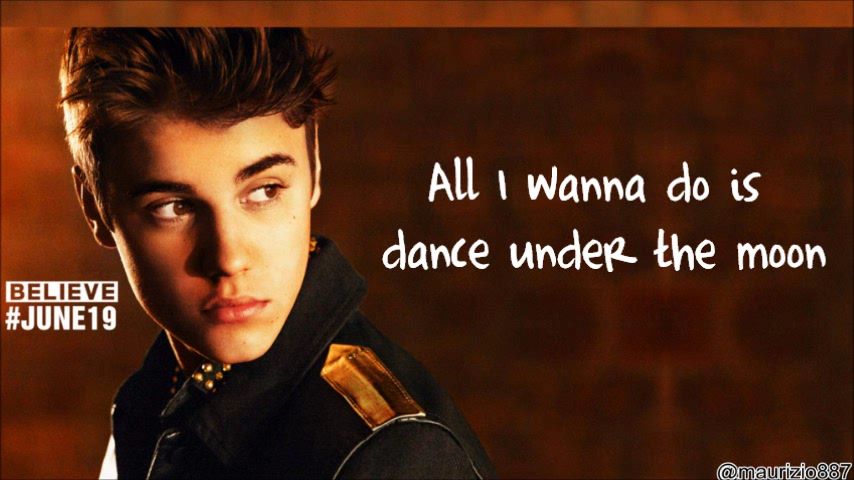 All I wanna do is
dance under the moon
BELIEVE
#JUNE19
@maurizio887